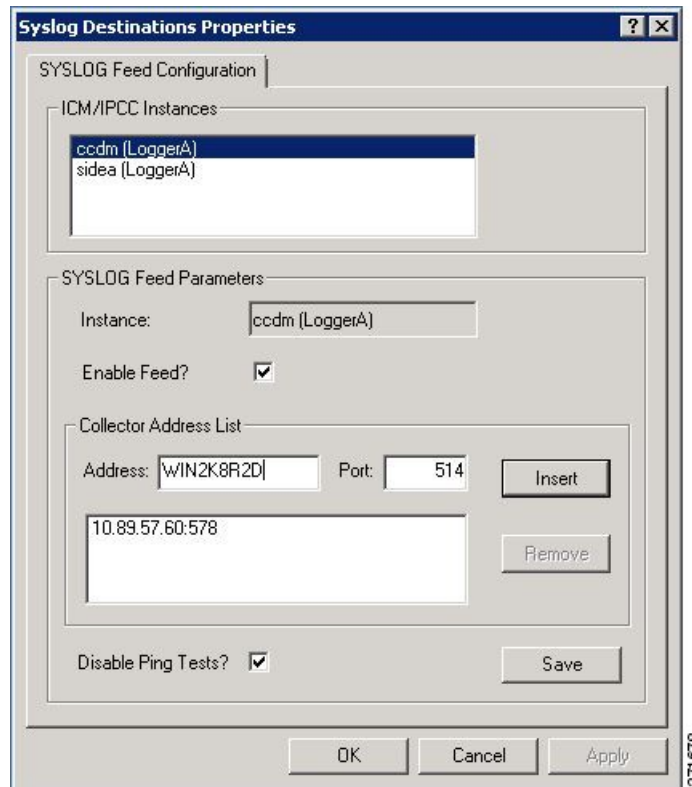 Syslog Destinations Properties
SYSLOG Feed Configuration
ICM/IPCC Instances
ccdm (LoggerA)
sidea (LoggerA)
SYSLOG Feed Parameters
Instance: ccdm (LoggerA)
Enable Feed?
Collector Address List
Address: WIN2K8R2D Port: 514 Insert
10.89.57.60:578
Remove
Disable Ping Tests? Save
OK Cancel Apply